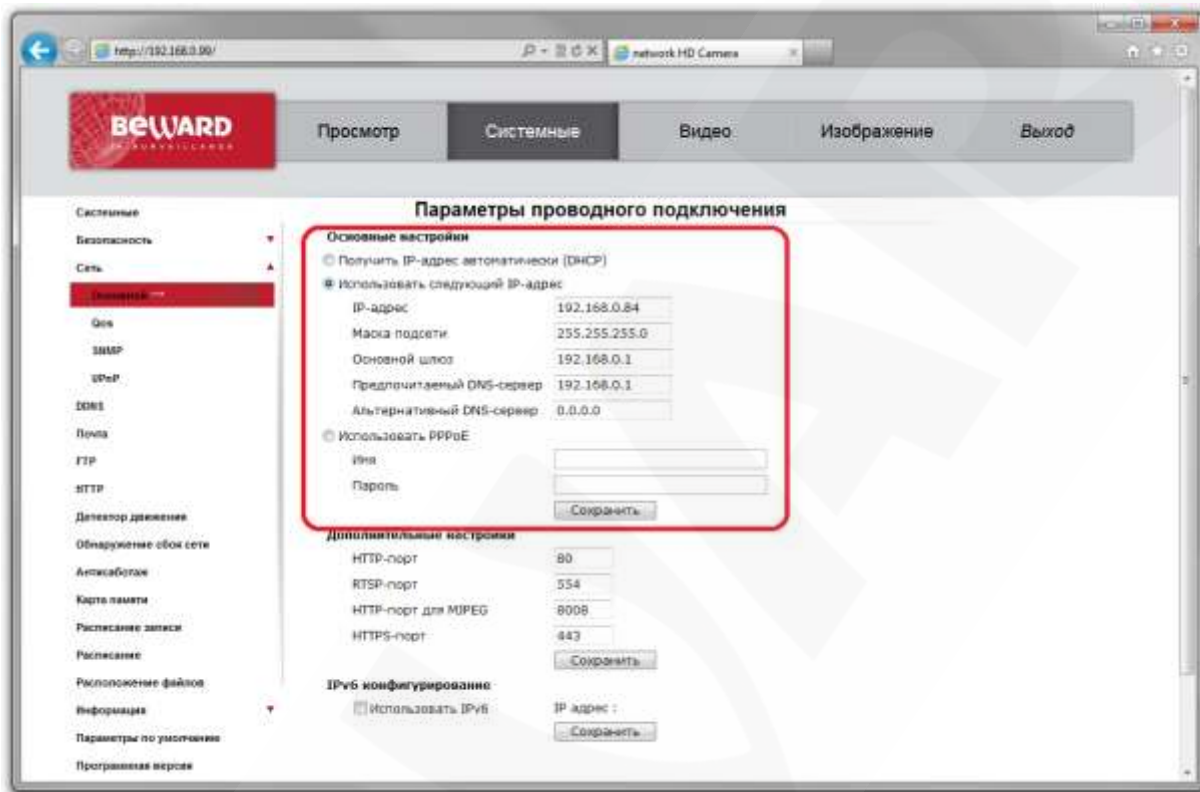 http://192.168.0.99/
network HD Camera
BEWARD
Просмотр
Системные
Видео
Изображение
Выход
Системные
Безопасность
Сеть
Основной
Qos
SNMP
UPnP
DDNS
Почта
FTP
HTTP
Детектор движения
Обнаружение сбоя сети
Антисаботаж
Карта памяти
Расписание записи
Расписание
Расположение файлов
Информация
Параметры по умолчанию
Программная версия
Параметры проводного подключения
Основные настройки
Получить IP-адрес автоматически (DHCP)
Использовать следующий IP-адрес
IP-адрес 192.168.0.84
Маска подсети 255.255.255.0
Основной шлюз 192.168.0.1
Предпочитаемый DNS-сервер 192.168.0.1
Альтернативный DNS-сервер 0.0.0.0
Использовать PPPoE
Имя
Пароль
Сохранить
Дополнительные настройки
HTTP-порт 80
RTSP-порт 554
HTTP-порт для MJPEG 8008
HTTPS-порт 443
Сохранить
IPv6 конфигурирование
Использовать IPv6 IP адрес :
Сохранить